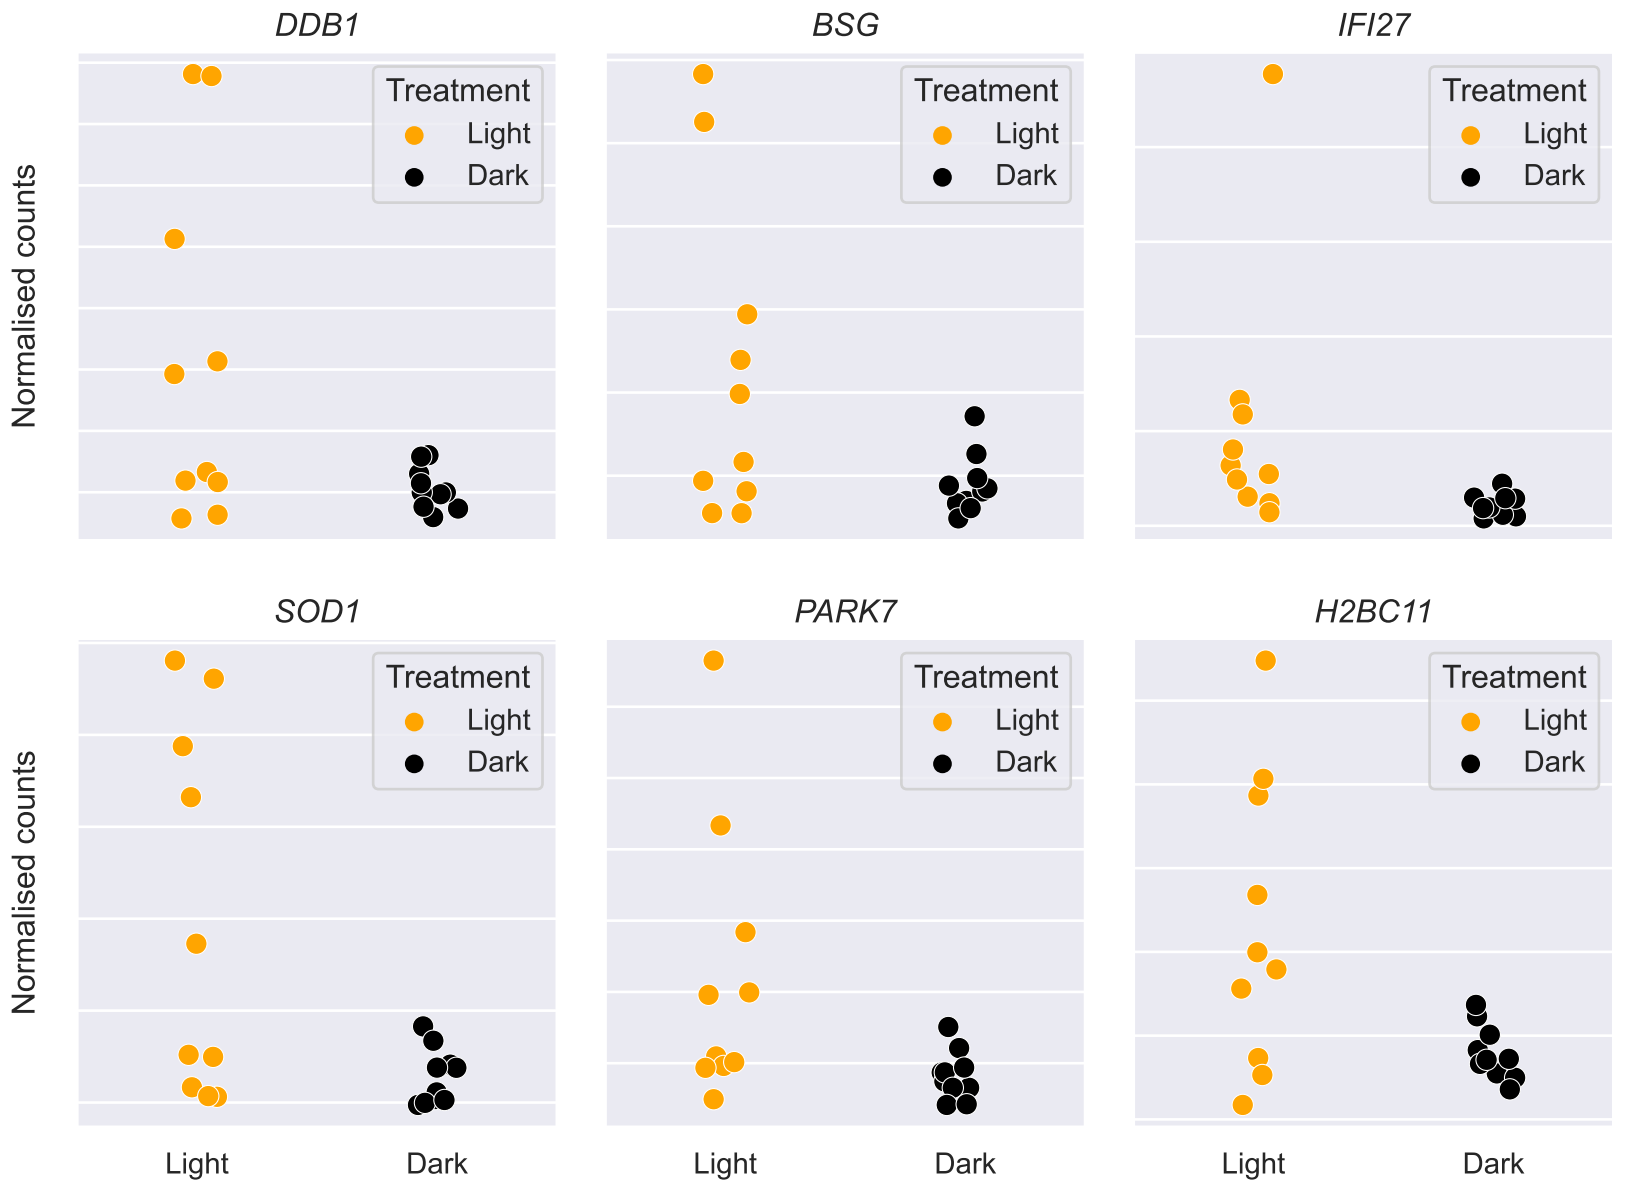 DDB1
BSG
IFI27
Normalised counts
Treatment
Light
Dark
Treatment
Light
Dark
Treatment
Light
Dark
SOD1
PARK7
H2BC11
Normalised counts
Treatment
Light
Dark
Treatment
Light
Dark
Treatment
Light
Dark
Light
Dark
Light
Dark
Light
Dark